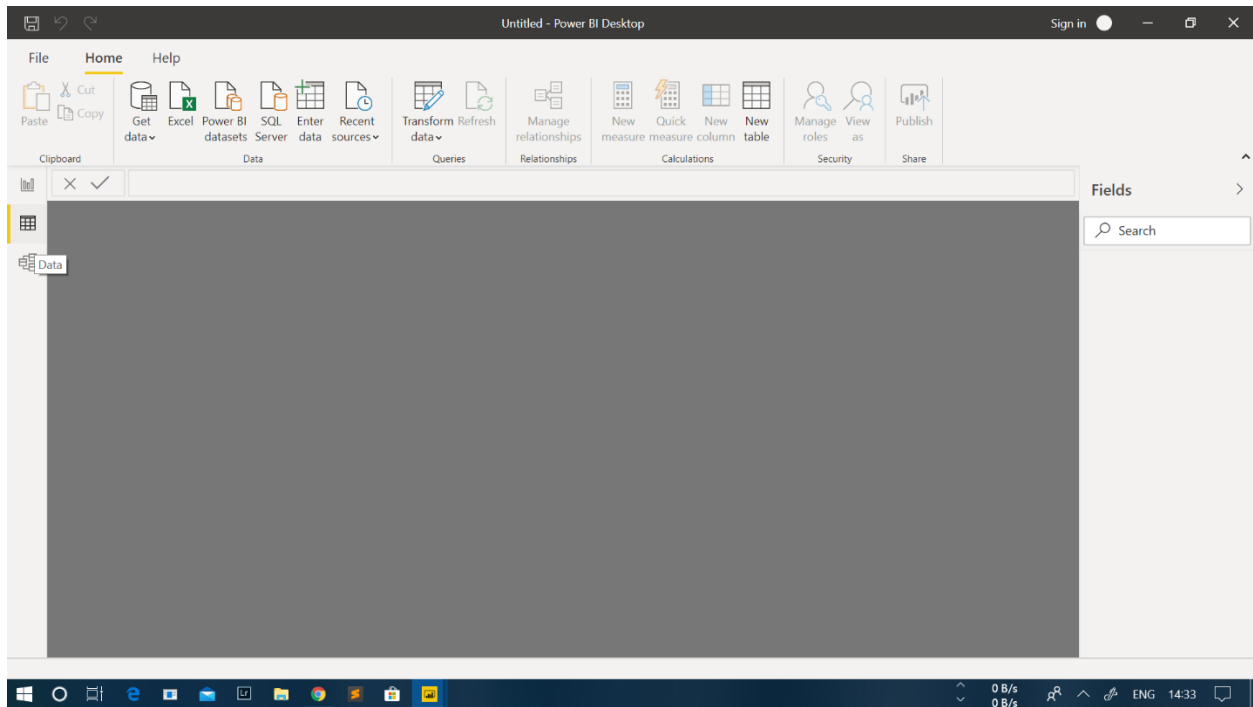 Untitled - Power BI Desktop
Sign in
File Home Help
Paste
Cut
Copy
Get data
Excel
Power BI datasets
SQL Server
Enter data
Recent sources
Transform data
Refresh
Manage relationships
New measure
Quick measure
New column
New table
Manage roles
View as
Publish
Clipboard
Data
Queries
Relationships
Calculations
Security
Share
Fields
Search
Data
Lr
0 B/s
0 B/s
ENG
14:33